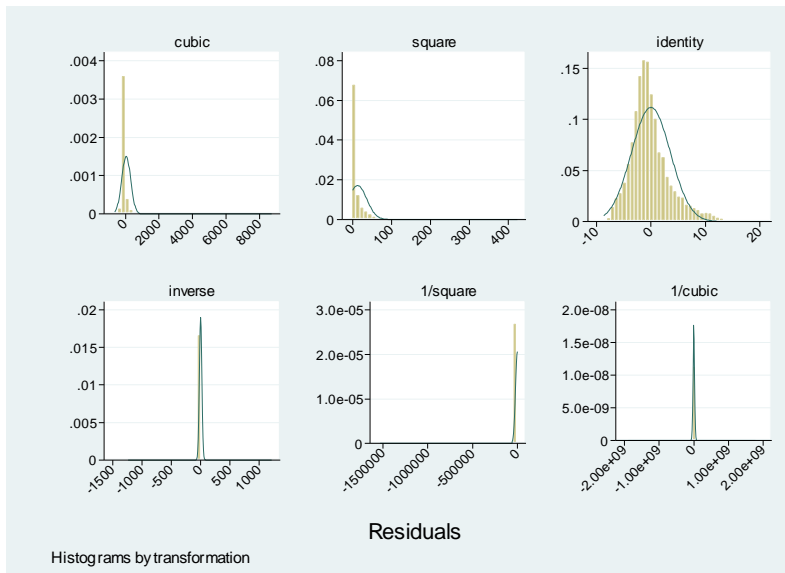 cubic
.004
.003
.002
.001
0
0
2000
4000
6000
8000
square
.08
.06
.04
.02
0
0
100
200
300
400
identity
.15
.1
.05
0
-10
0
10
20
inverse
.02
.015
.01
.005
0
-1500
-1000
-500
0
500
1000
1/square
3.0e-05
2.0e-05
1.0e-05
0
-1500000
-1000000
-500000
0
1/cubic
2.0e-08
1.5e-08
1.0e-08
5.0e-09
0
-2.00e+09
-1.00e+09
0
1.00e+09
2.00e+09
Residuals
Histograms by transformation